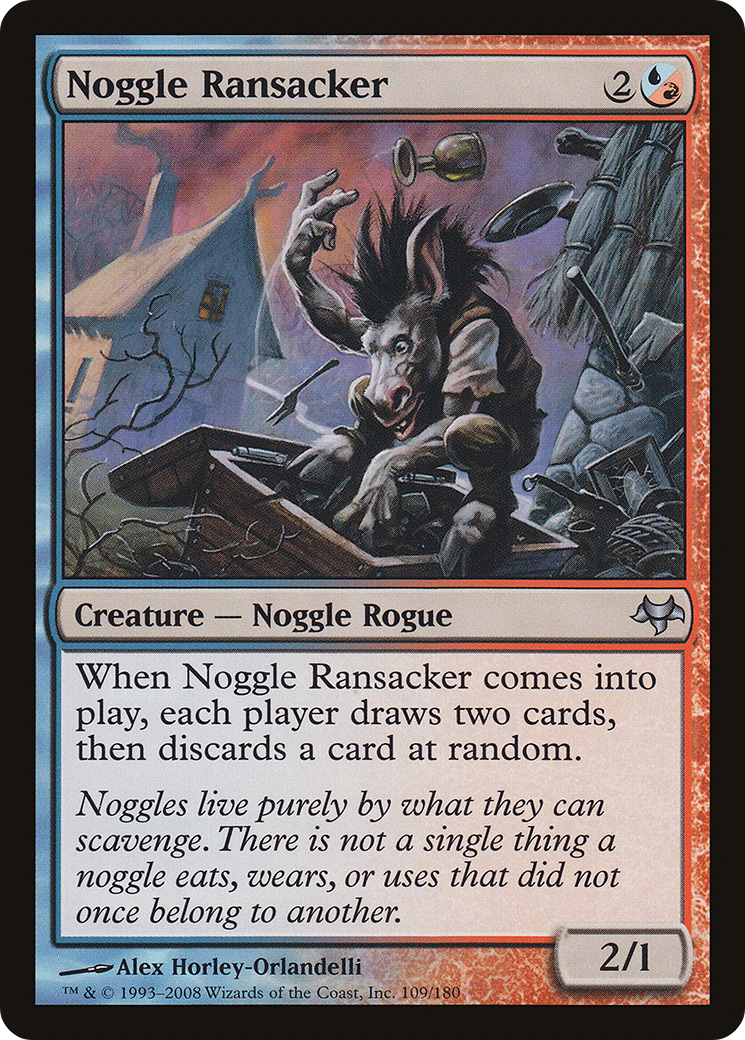 Noggle Ransacker 2
Creature — Noggle Rogue
When Noggle Ransacker comes into
play, each player draws two cards,
then discards a card at random.
Noggles live purely by what they can
scavenge. There is not a single thing a
noggle eats, wears, or uses that did not
once belong to another.
2/1
Alex Horley-Orlandelli
™ & © 1993–2008 Wizards of the Coast, Inc. 109/180